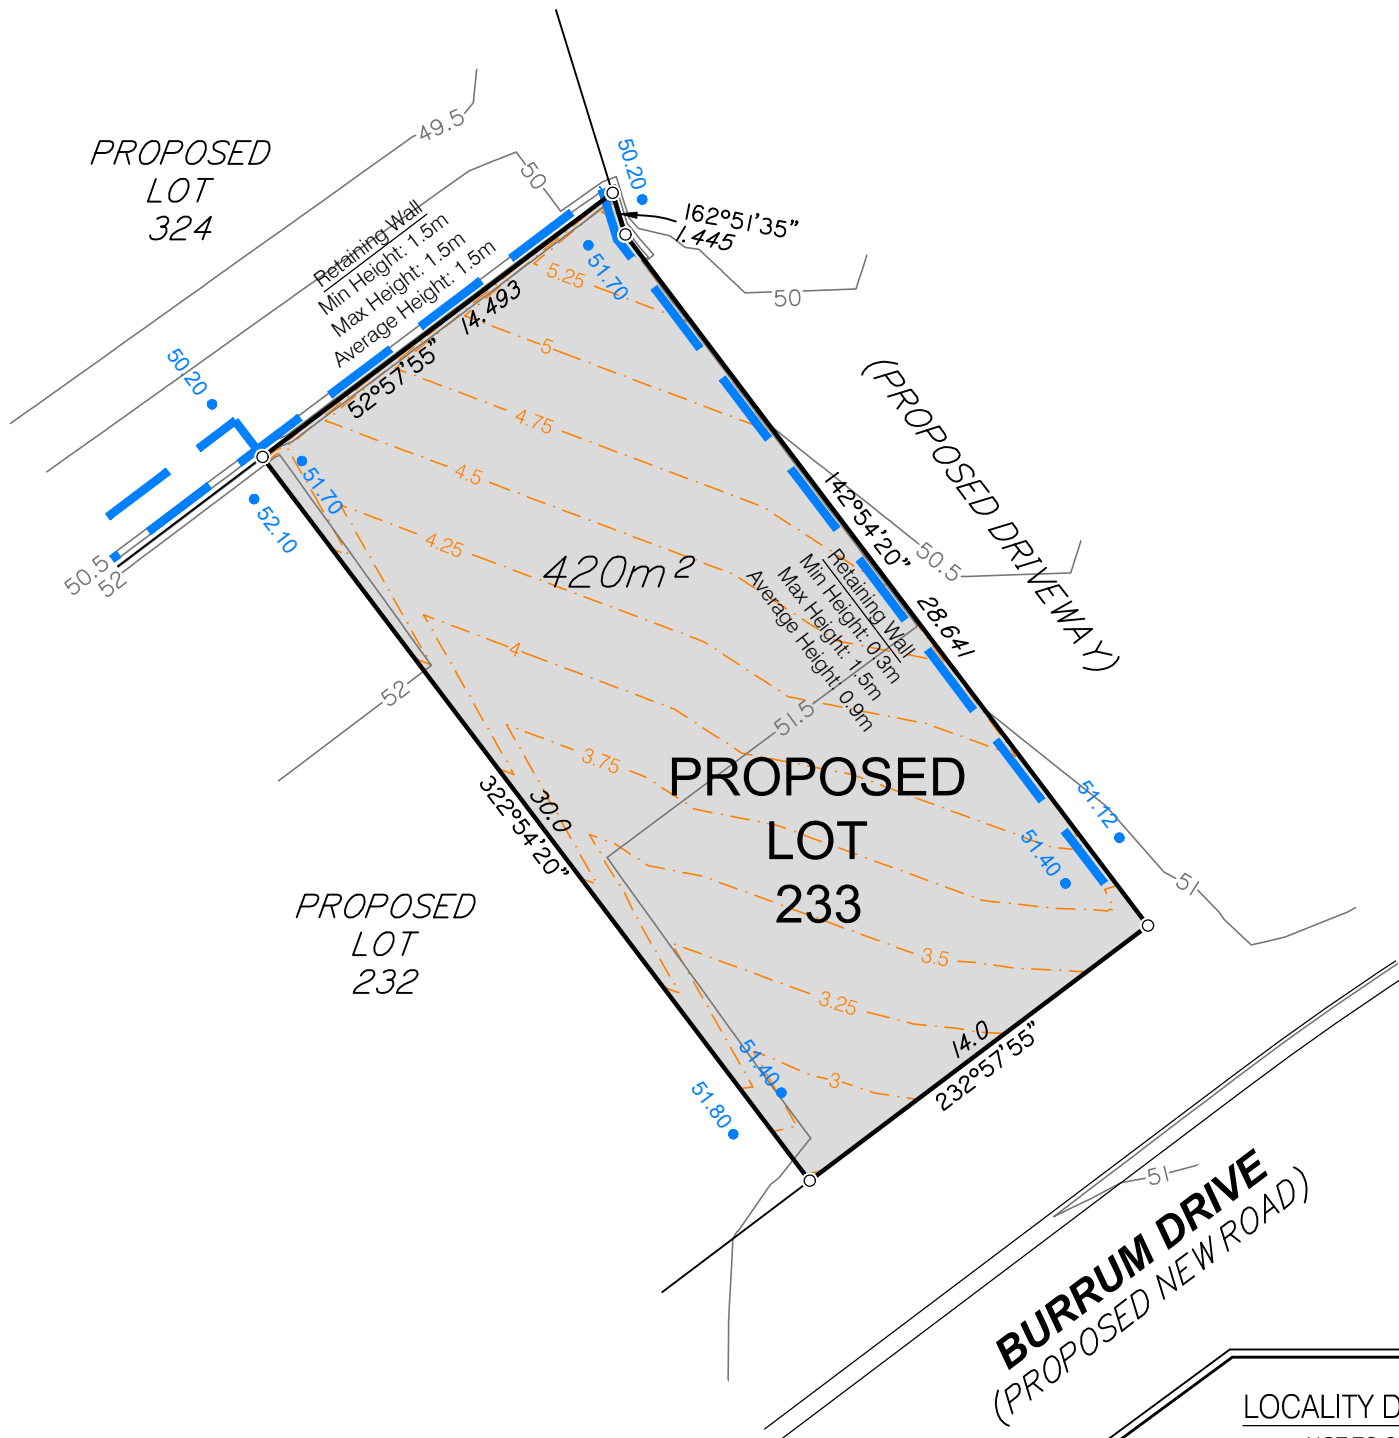 PROPOSED
LOT
324
49.5
50
50.20
162°51'35"
1.445
Retaining Wall
Min Height: 1.5m
Max Height: 1.5m
Average Height: 1.5m
51.70
5.25
50
14.493
52°57'55"
5
50.20
(PROPOSED DRIVEWAY)
4.75
4.5
51.70
52.10
142°54'20"
50.5
4.25
420m²
50.5
52
Retaining Wall
Min Height: 0.3m
Max Height: 1.5m
Average Height: 0.9m
28.641
4
52
51.5
3.75
PROPOSED
LOT
233
30.0
322°54'20"
51.12
51.40
51
PROPOSED
LOT
232
3.5
3.25
14.0
232°57'55"
51.40
3
51.80
51
BURRUM DRIVE
(PROPOSED NEW ROAD)
LOCALITY D